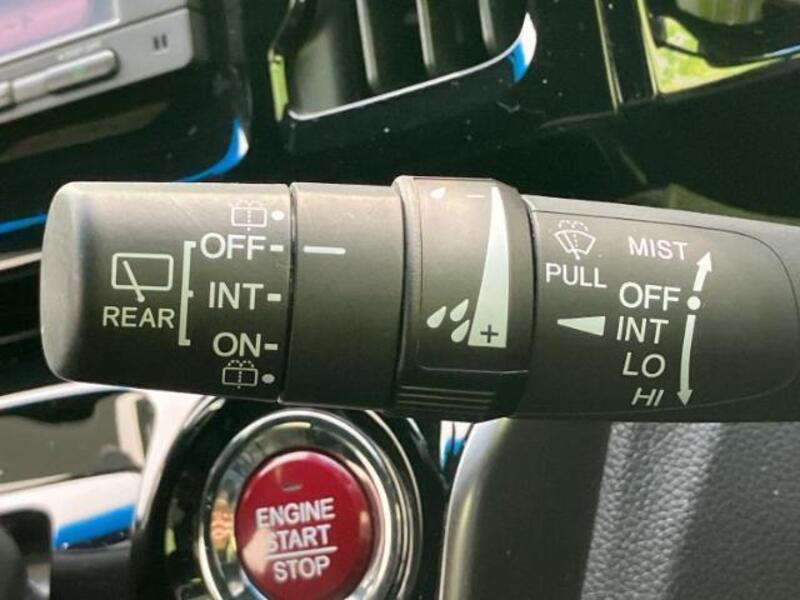 REAR
OFF
INT
ON
PULL
MIST
OFF
INT
LO
HI
ENGINE
START
STOP